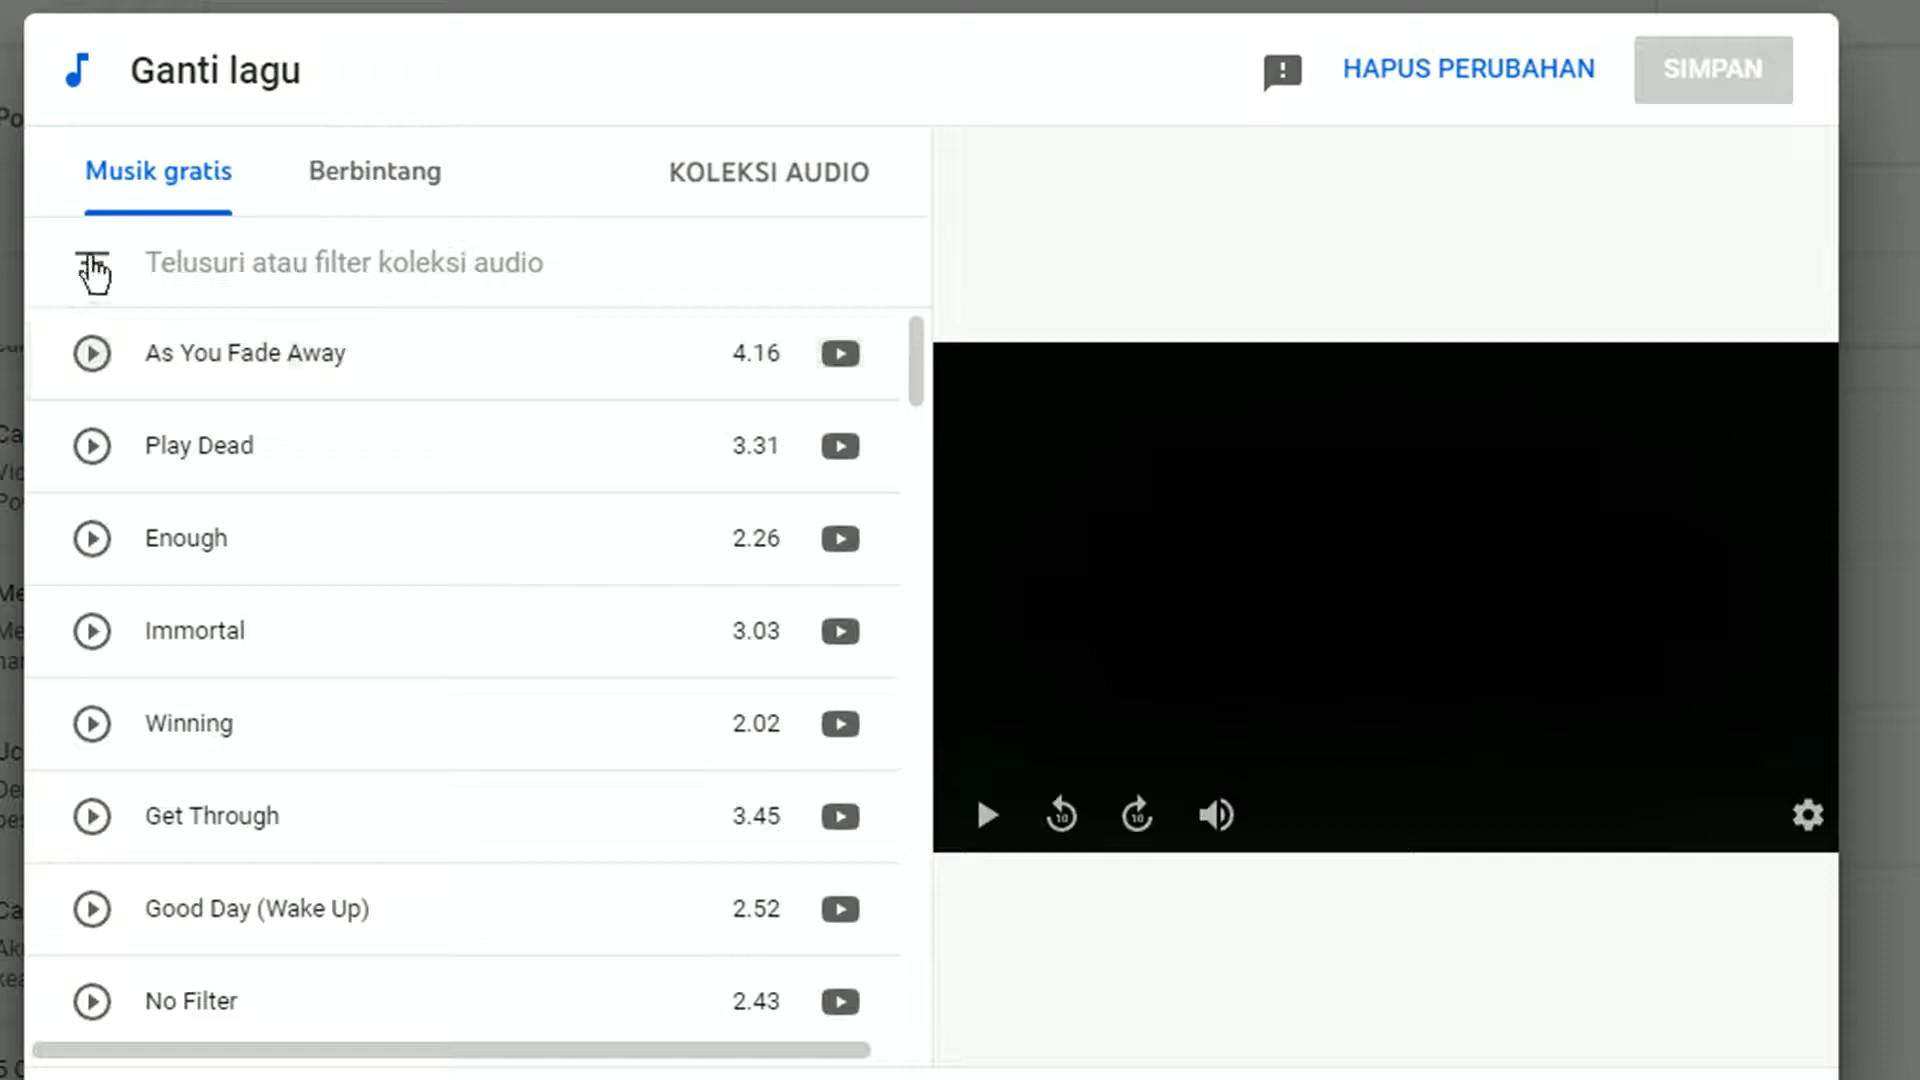 Ganti lagu
HAPUS PERUBAHAN
SIMPAN
Musik gratis
Berbintang
KOLEKSI AUDIO
Telusuri atau filter koleksi audio
As You Fade Away 4.16
Play Dead 3.31
Enough 2.26
Immortal 3.03
Winning 2.02
Get Through 3.45
Good Day (Wake Up) 2.52
No Filter 2.43
10
10